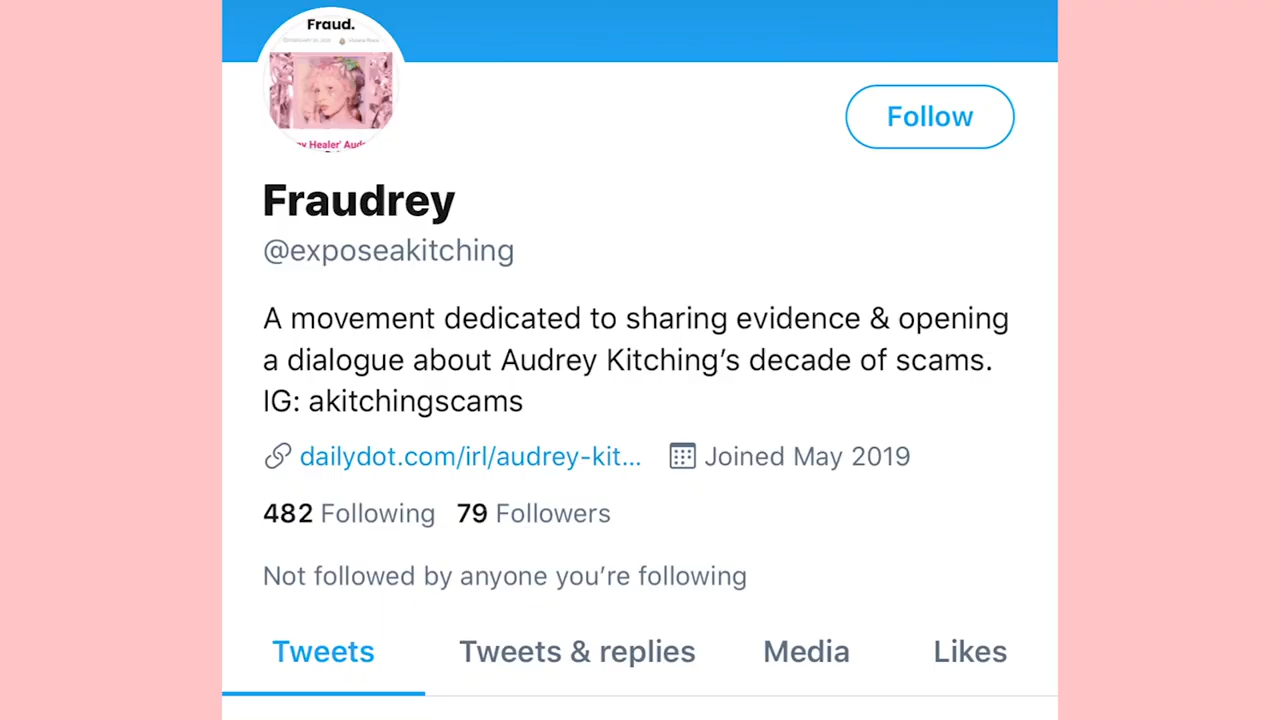 Fraud.
Healer' Aud
Follow
Fraudrey
@exposeakitching
A movement dedicated to sharing evidence & opening
a dialogue about Audrey Kitching’s decade of scams.
IG: akitchingscams
dailydot.com/irl/audrey-kit...
Joined May 2019
482 Following 79 Followers
Not followed by anyone you’re following
Tweets Tweets & replies Media Likes